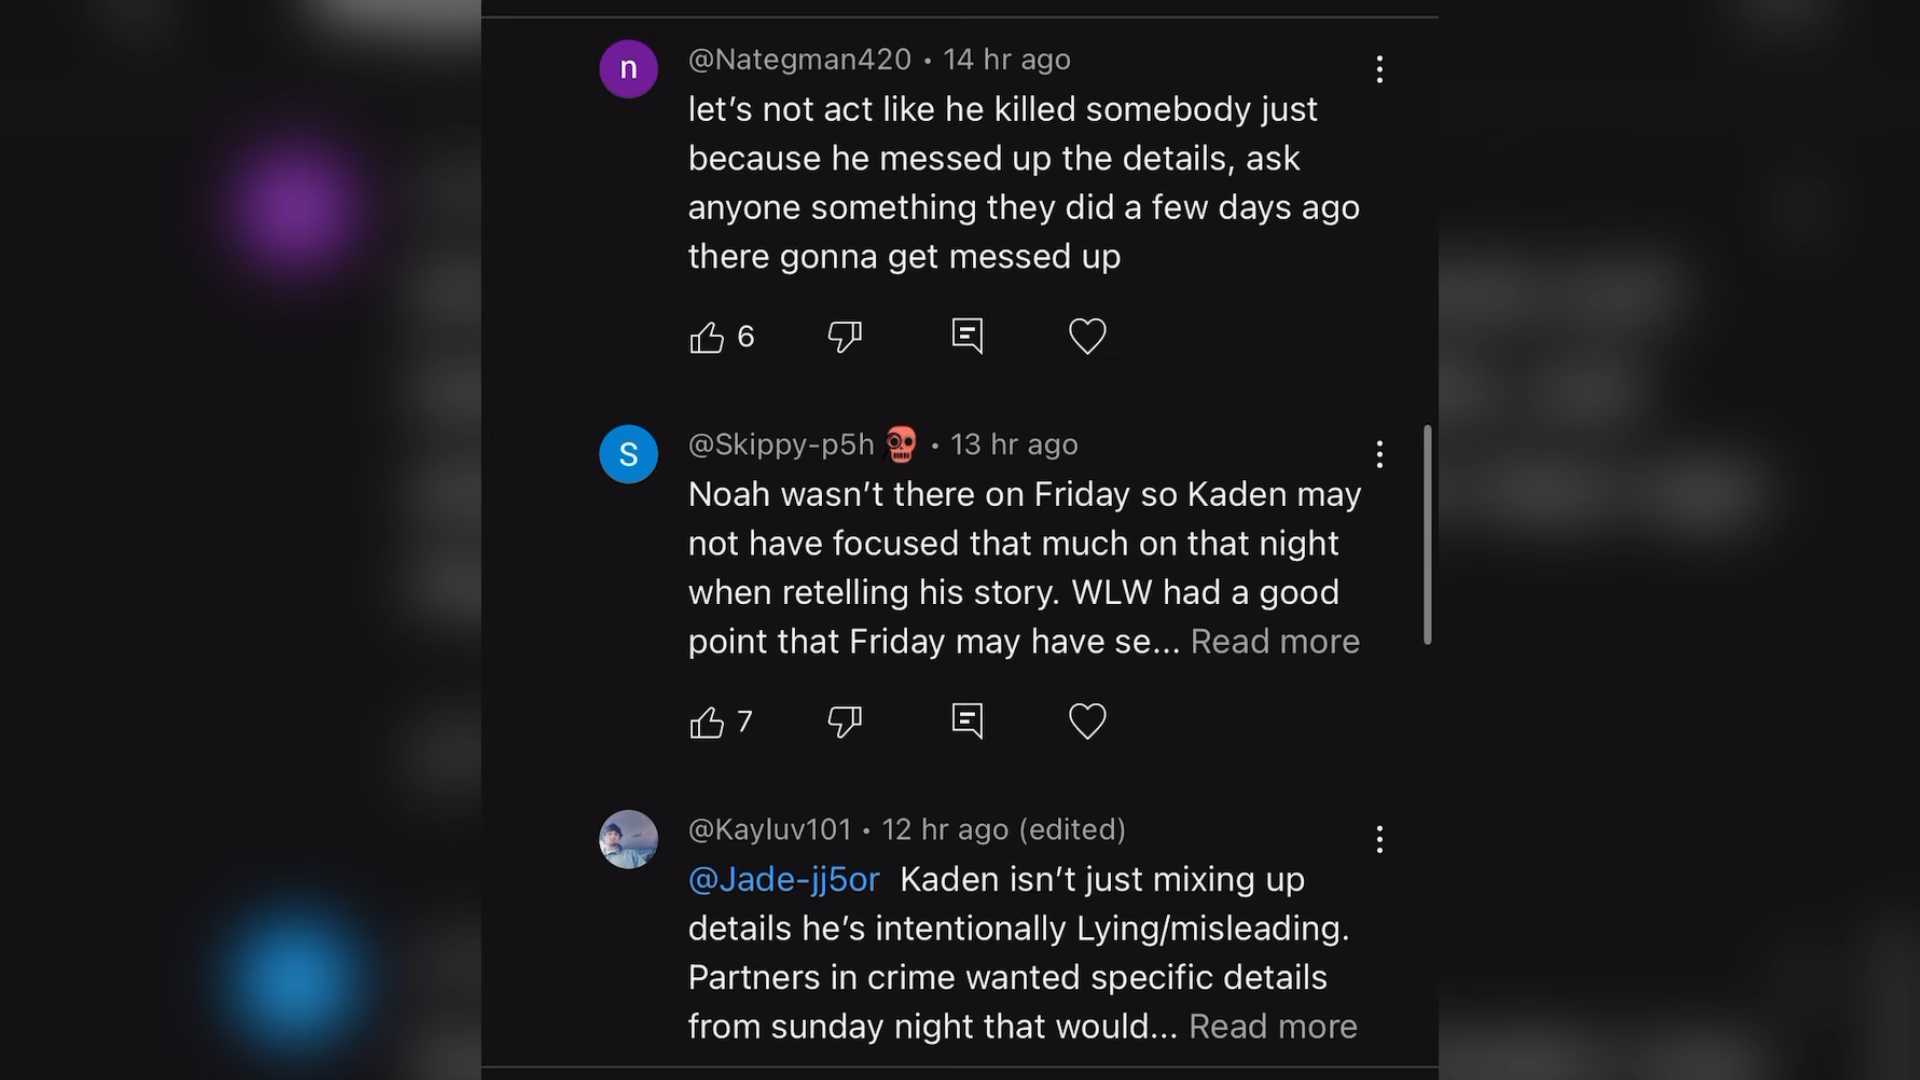 n
@Nategman420 • 14 hr ago
let's not act like he killed somebody just
because he messed up the details, ask
anyone something they did a few days ago
there gonna get messed up
6
S
@Skippy-p5h • 13 hr ago
Noah wasn't there on Friday so Kaden may
not have focused that much on that night
when retelling his story. WLW had a good
point that Friday may have se... Read more
7
@Kayluv101 • 12 hr ago (edited)
@Jade-jj5or Kaden isn't just mixing up
details he's intentionally Lying/misleading.
Partners in crime wanted specific details
from sunday night that would... Read more